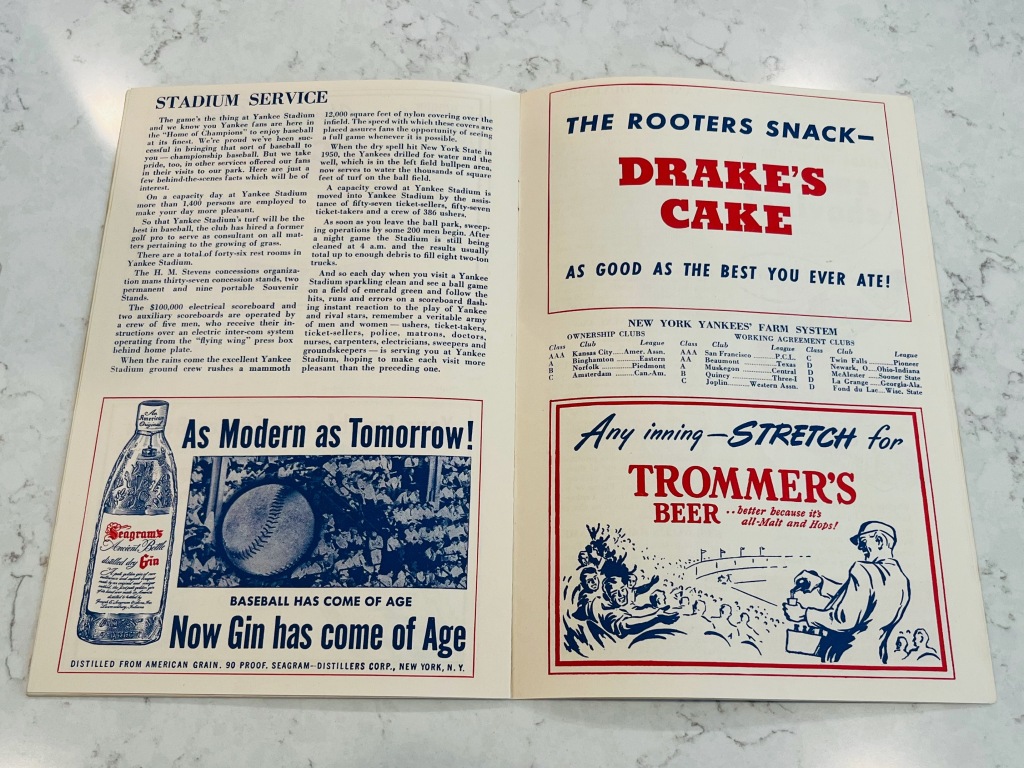 STADIUM SERVICE
The game's the thing at Yankee Stadium
and we know you Yankee fans are here in
the "Home of Champions" to enjoy baseball
at its finest. We're proud we've been suc-
cessful in bringing that sort of baseball to
you — championship baseball. But we take
pride, too, in other services offered our fans
in their visits to our park. Here are just a
few behind-the-scenes facts which will be of
interest.
On a capacity day at Yankee Stadium
more than 1,400 persons are employed to
make your day more pleasant.
So that Yankee Stadium's turf will be the
best in baseball, the club has hired a former
golf pro to serve as consultant on all mat-
ters pertaining to the growing of grass.
There are a total of forty-six rest rooms in
Yankee Stadium.
The H. M. Stevens concessions organiza-
tion mans thirty-seven concession stands, two
permanent and nine portable Souvenir
Stands.
The $100,000 electrical scoreboard and
two auxiliary scoreboards are operated by
a crew of five men, who receive their in-
structions over an electric inter-com system
operating from the "flying wing" press box
behind home plate.
When the rains come the excellent Yankee
Stadium ground crew rushes a mammoth
12,000 square feet of nylon covering over the
infield. The speed with which these covers are
placed assures fans the opportunity of seeing
a full game whenever it is possible.
When the dry spell hit New York State in
1950, the Yankees drilled for water and the
well, which is in the left field bullpen area,
now serves to water the thousands of square
feet of turf on the ball field.
A capacity crowd at Yankee Stadium is
moved into Yankee Stadium by the assis-
tance of fifty-seven ticket-sellers, fifty-seven
ticket-takers and a crew of 386 ushers.
As soon as you leave the ball park, sweep-
ing operations by some 200 men begin. After
a night game the Stadium is still being
cleaned at 4 a.m. and the results usually
total up to enough debris to fill eight two-ton
trucks.
And so each day when you visit a Yankee
Stadium sparkling clean and see a ball game
on a field of emerald green and follow the
hits, runs and errors on a scoreboard flash-
ing instant reaction to the play of Yankee
and rival stars, remember a veritable army
of men and women — ushers, ticket-takers,
ticket-sellers, police, matrons, doctors,
nurses, carpenters, electricians, sweepers and
groundskeepers — is serving you at Yankee
Stadium, hoping to make each visit more
pleasant than the preceding one.
An
American
Original
Seagram's
Ancient Bottle
distilled dry
Gin
As Modern as Tomorrow!
BASEBALL HAS COME OF AGE
Now Gin has come of Age
DISTILLED FROM AMERICAN GRAIN. 90 PROOF. SEAGRAM-DISTILLERS CORP., NEW YORK, N. Y.
THE ROOTERS SNACK—
DRAKE'S
CAKE
AS GOOD AS THE BEST YOU EVER ATE!
NEW YORK YANKEES' FARM SYSTEM
OWNERSHIP CLUBS
Class Club League
AAA Kansas City....Amer. Assn.
A Binghamton ........Eastern
B Norfolk ..........Piedmont
C Amsterdam ......Can.-Am.
WORKING AGREEMENT CLUBS
Class Club League Class Club League
AAA San Francisco ........P.C.L. C Twin Falls ........Pioneer
AA Beaumont ..........Texas D Newark, O....Ohio-Indiana
A Muskegon ........Central D McAlester ....Sooner State
B Quincy ..........Three-I D La Grange ....Georgia-Ala.
C Joplin ......Western Assn. D Fond du Lac...Wisc. State
Any inning—STRETCH for
TROMMER'S
BEER ..better because it's
all-Malt and Hops!